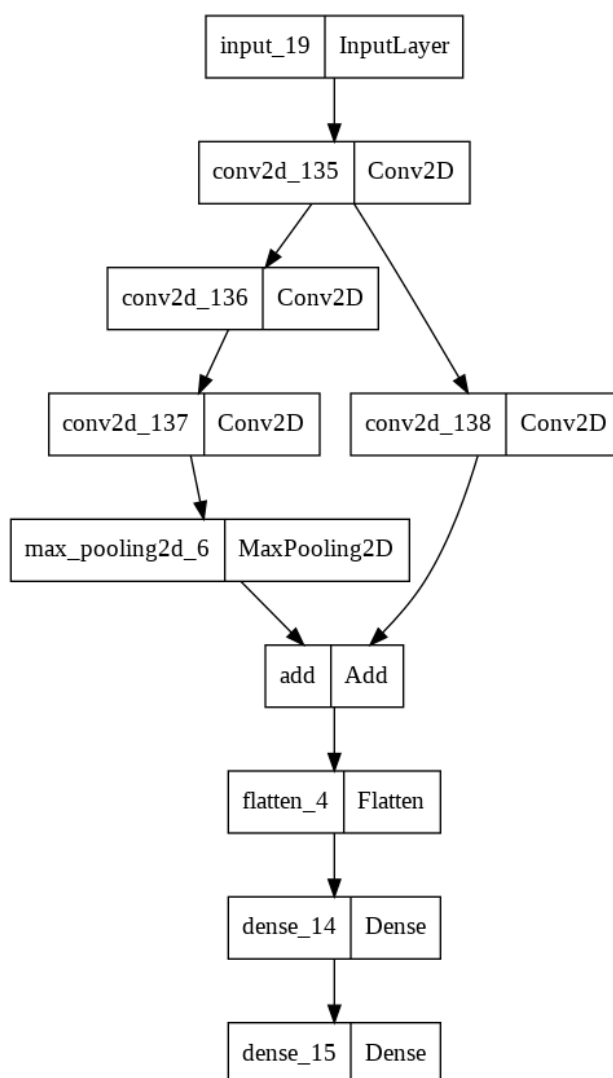 input_19 InputLayer
conv2d_135 Conv2D
conv2d_136 Conv2D
conv2d_137 Conv2D conv2d_138 Conv2D
max_pooling2d_6 MaxPooling2D
add Add
flatten_4 Flatten
dense_14 Dense
dense_15 Dense